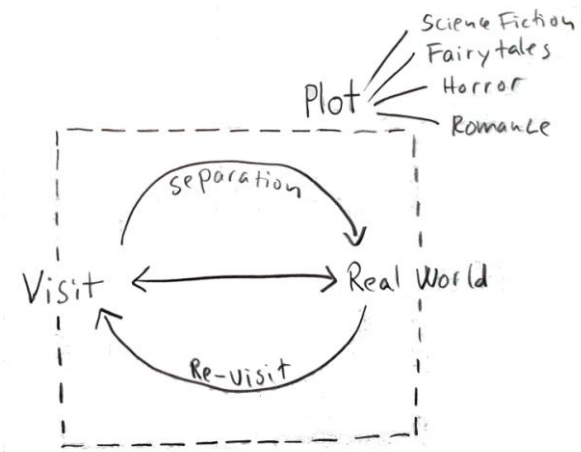 Science Fiction
Fairytales
Plot
Horror
Romance
separation
Visit
Real World
Re-visit